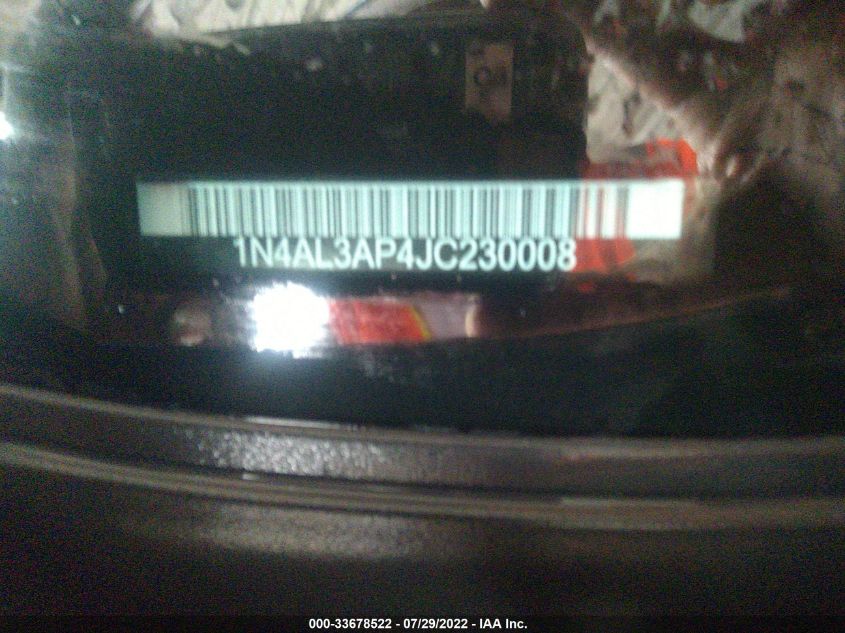 1N4AL3AP4JC230008
000-33678522 - 07/29/2022 - IAA Inc.